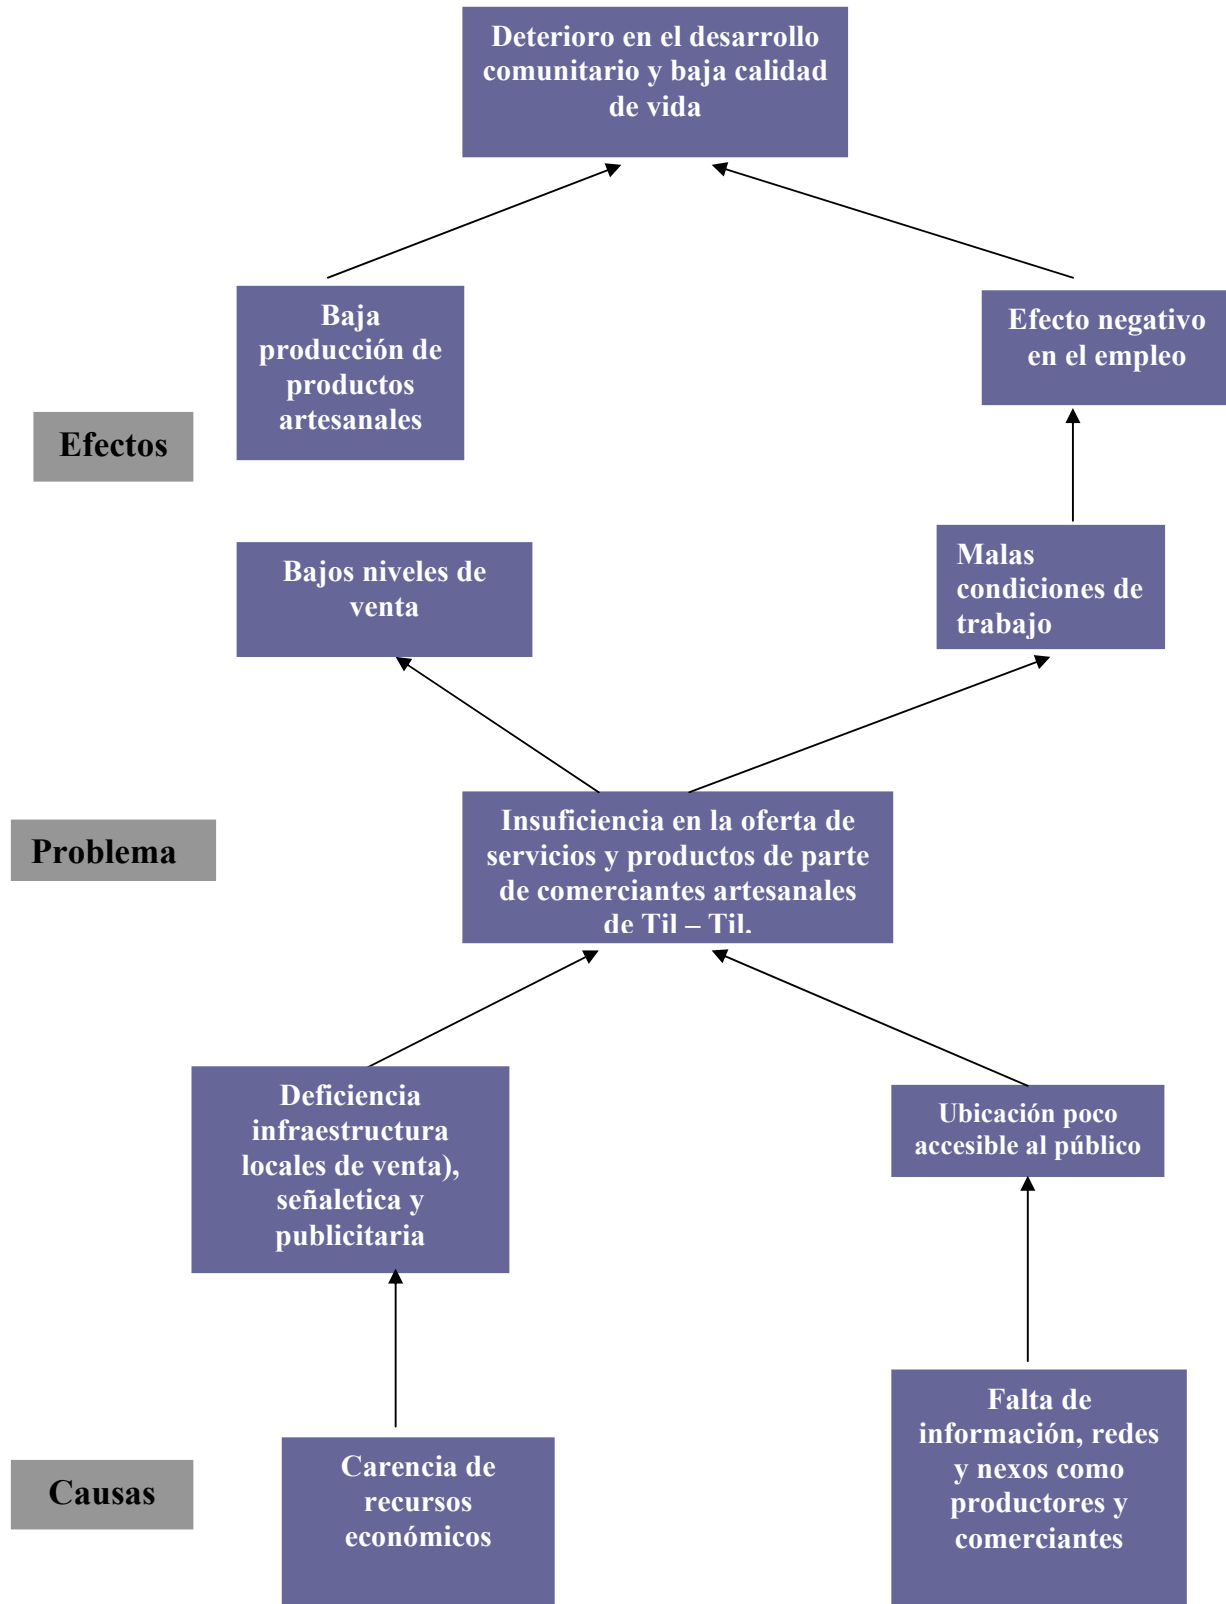 Deterioro en el desarrollo
comunitario y baja calidad
de vida
Baja
producción de
productos
artesanales
Efecto negativo
en el empleo
Efectos
Bajos niveles de
venta
Malas
condiciones de
trabajo
Insuficiencia en la oferta de
servicios y productos de parte
de comerciantes artesanales
de Til – Til.
Problema
Deficiencia
infraestructura
locales de venta),
señaletica y
publicitaria
Ubicación poco
accesible al público
Carencia de
recursos
económicos
Falta de
información, redes
y nexos como
productores y
comerciantes
Causas